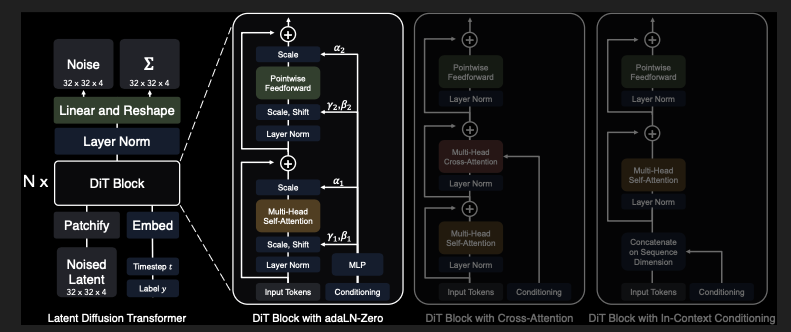 Noise
32 x 32 x 4
Σ
32 x 32 x 4
Linear and Reshape
Layer Norm
N x
DiT Block
Patchify
Embed
Noised
Latent
32 x 32 x 4
Timestep t
Label y
Latent Diffusion Transformer
Scale
α₂
Pointwise
Feedforward
Scale, Shift
γ₂,β₂
Layer Norm
Scale
α₁
Multi-Head
Self-Attention
Scale, Shift
γ₁,β₁
Layer Norm
MLP
Input Tokens
Conditioning
DiT Block with adaLN-Zero
Pointwise
Feedforward
Layer Norm
Multi-Head
Cross-Attention
Layer Norm
Multi-Head
Self-Attention
Layer Norm
Input Tokens
Conditioning
DiT Block with Cross-Attention
Pointwise
Feedforward
Layer Norm
Multi-Head
Self-Attention
Layer Norm
Concatenate
on Sequence
Dimension
Input Tokens
Conditioning
DiT Block with In-Context Conditioning